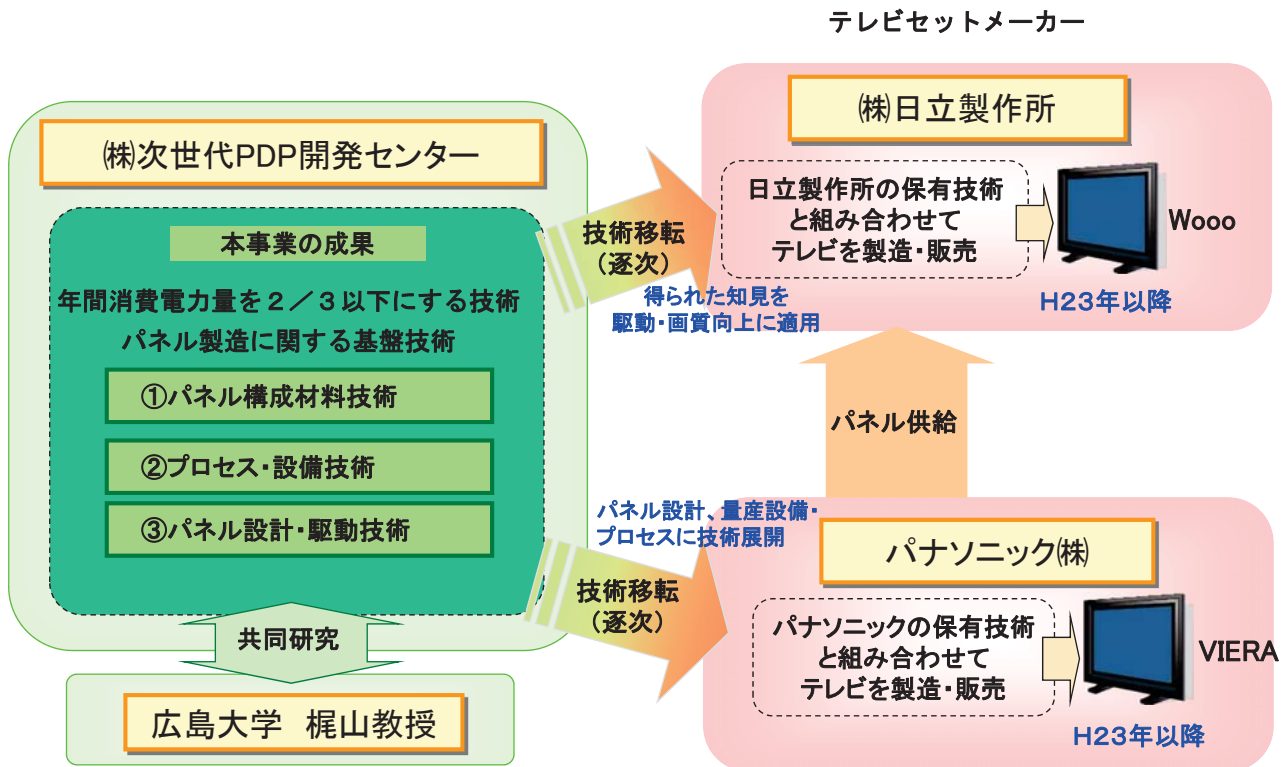 テレビセットメーカー
㈱次世代PDP開発センター
本事業の成果
年間消費電力量を２／３以下にする技術
パネル製造に関する基盤技術
①パネル構成材料技術
②プロセス・設備技術
③パネル設計・駆動技術
共同研究
広島大学　梶山教授
技術移転
（逐次）
得られた知見を
駆動・画質向上に適用
㈱日立製作所
日立製作所の保有技術
と組み合わせて
テレビを製造・販売
Wooo
H23年以降
パネル供給
パネル設計、量産設備・
プロセスに技術展開
技術移転
（逐次）
パナソニック㈱
パナソニックの保有技術
と組み合わせて
テレビを製造・販売
VIERA
H23年以降